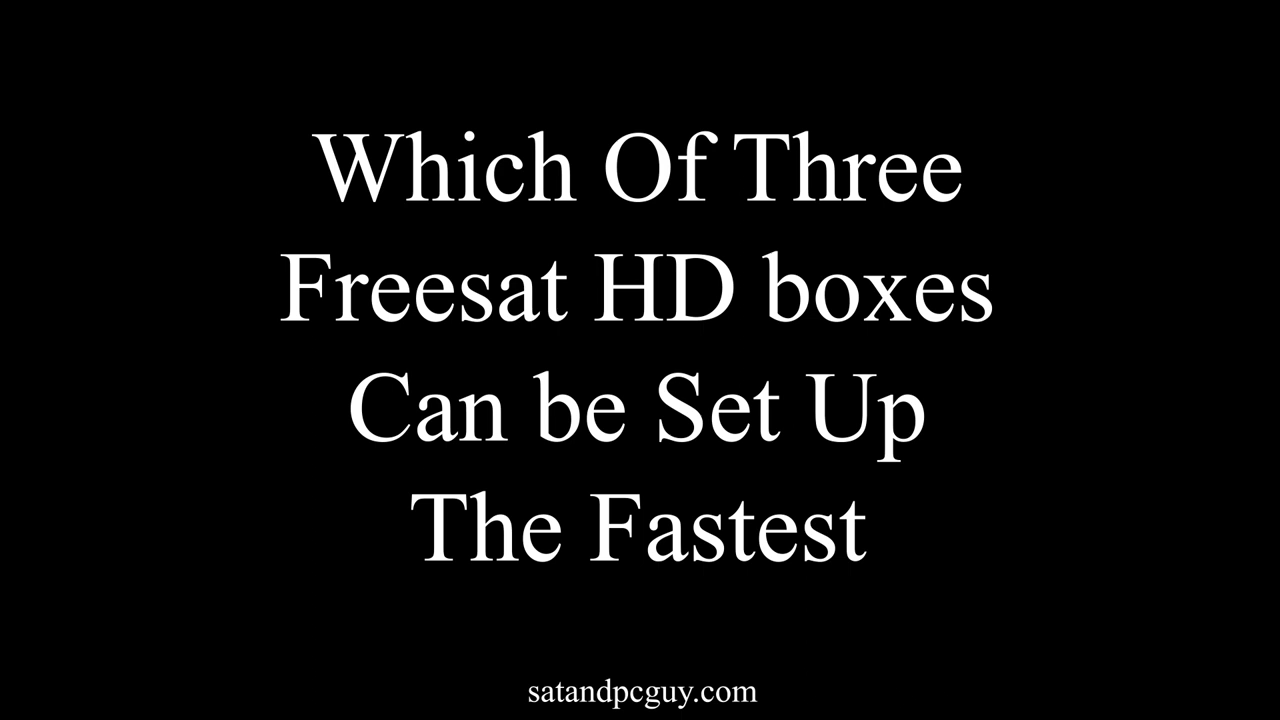 Which Of Three
Freesat HD boxes
Can be Set Up
The Fastest
satandpcguy.com